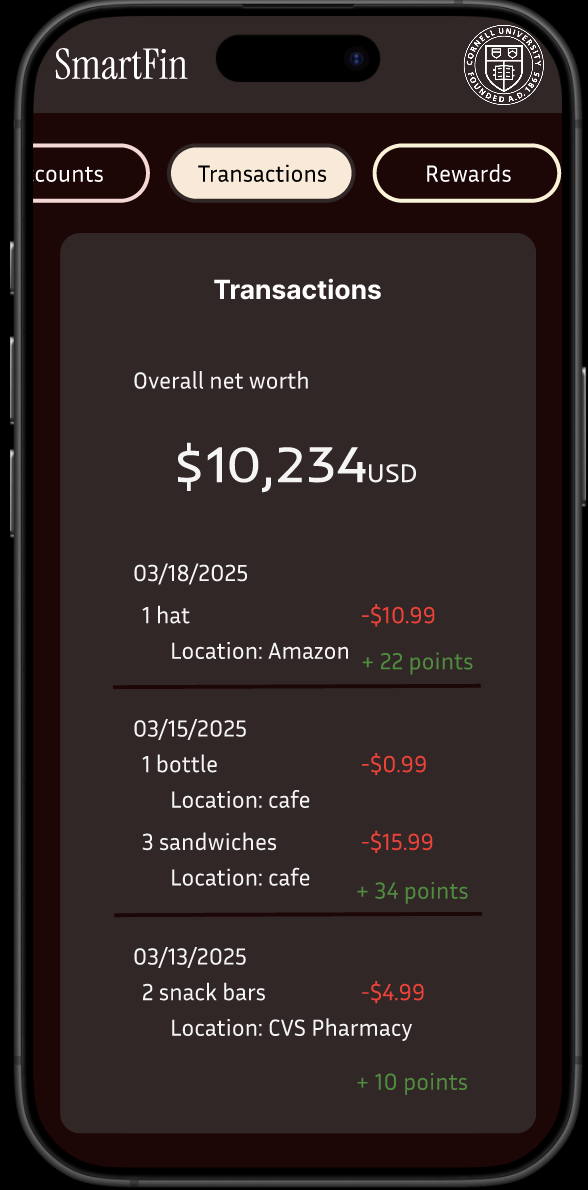 SmartFin
CORNELL UNIVERSITY
FOUNDED A.D. 1865
counts
Transactions
Rewards
Transactions
Overall net worth
$10,234USD
03/18/2025
1 hat -$10.99
Location: Amazon + 22 points
03/15/2025
1 bottle -$0.99
Location: cafe
3 sandwiches -$15.99
Location: cafe + 34 points
03/13/2025
2 snack bars -$4.99
Location: CVS Pharmacy
+ 10 points